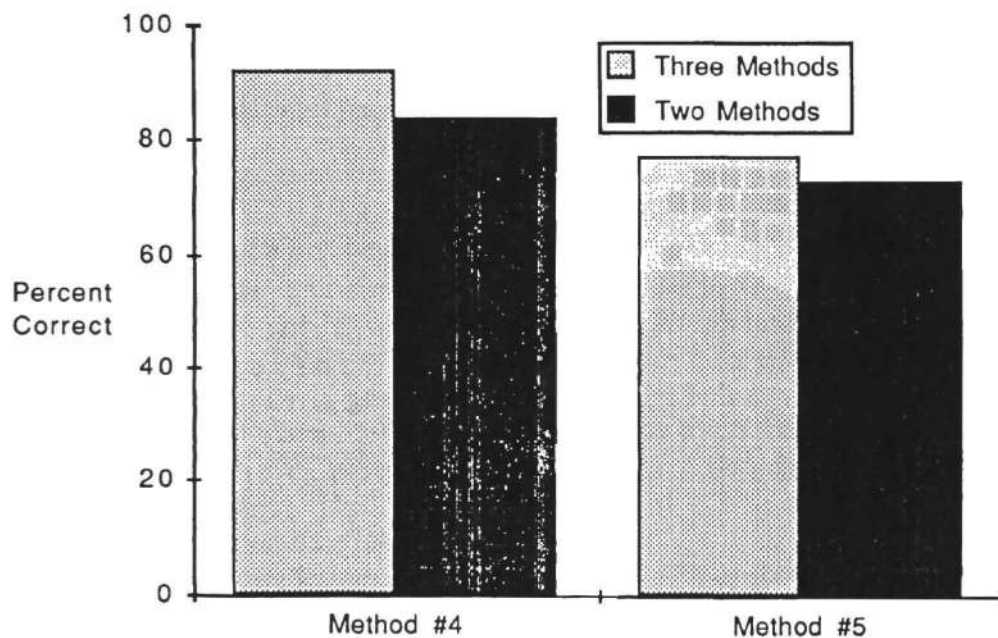 100
80
60
40
20
0
Percent
Correct
Three Methods
Two Methods
Method #4
Method #5